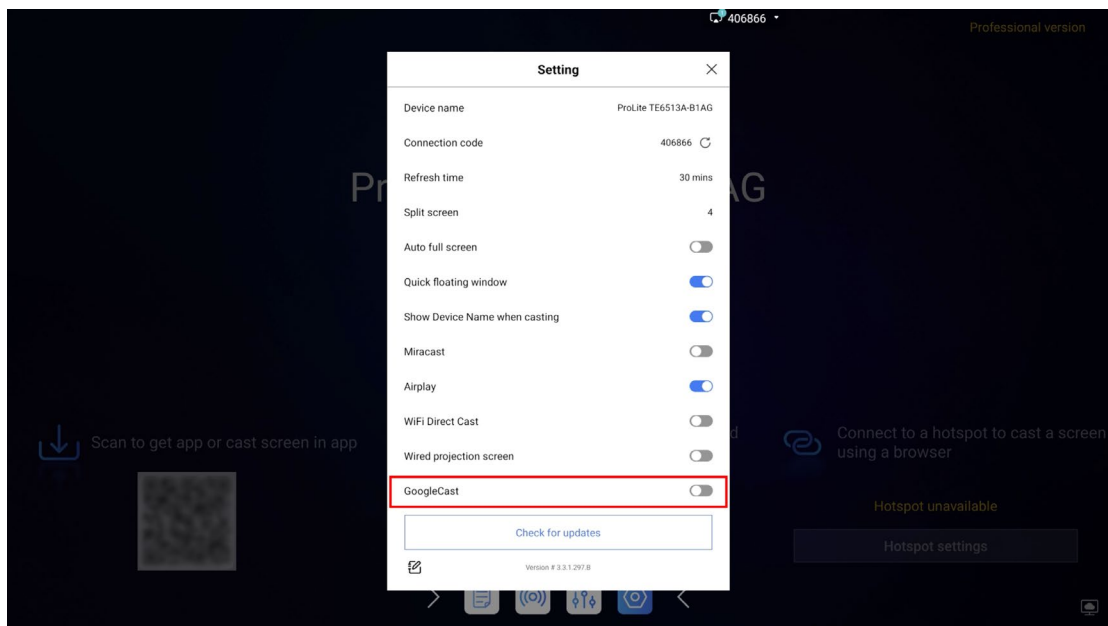 406866
Professional version
Setting
Device name ProLite TE6513A-B1AG
Connection code 406866
Refresh time 30 mins
Split screen 4
Auto full screen
Quick floating window
Show Device Name when casting
Miracast
Airplay
WiFi Direct Cast
Wired projection screen
GoogleCast
Check for updates
Version # 3.3.1.297.B
Scan to get app or cast screen in app
Connect to a hotspot to cast a screen
using a browser
Hotspot unavailable
Hotspot settings